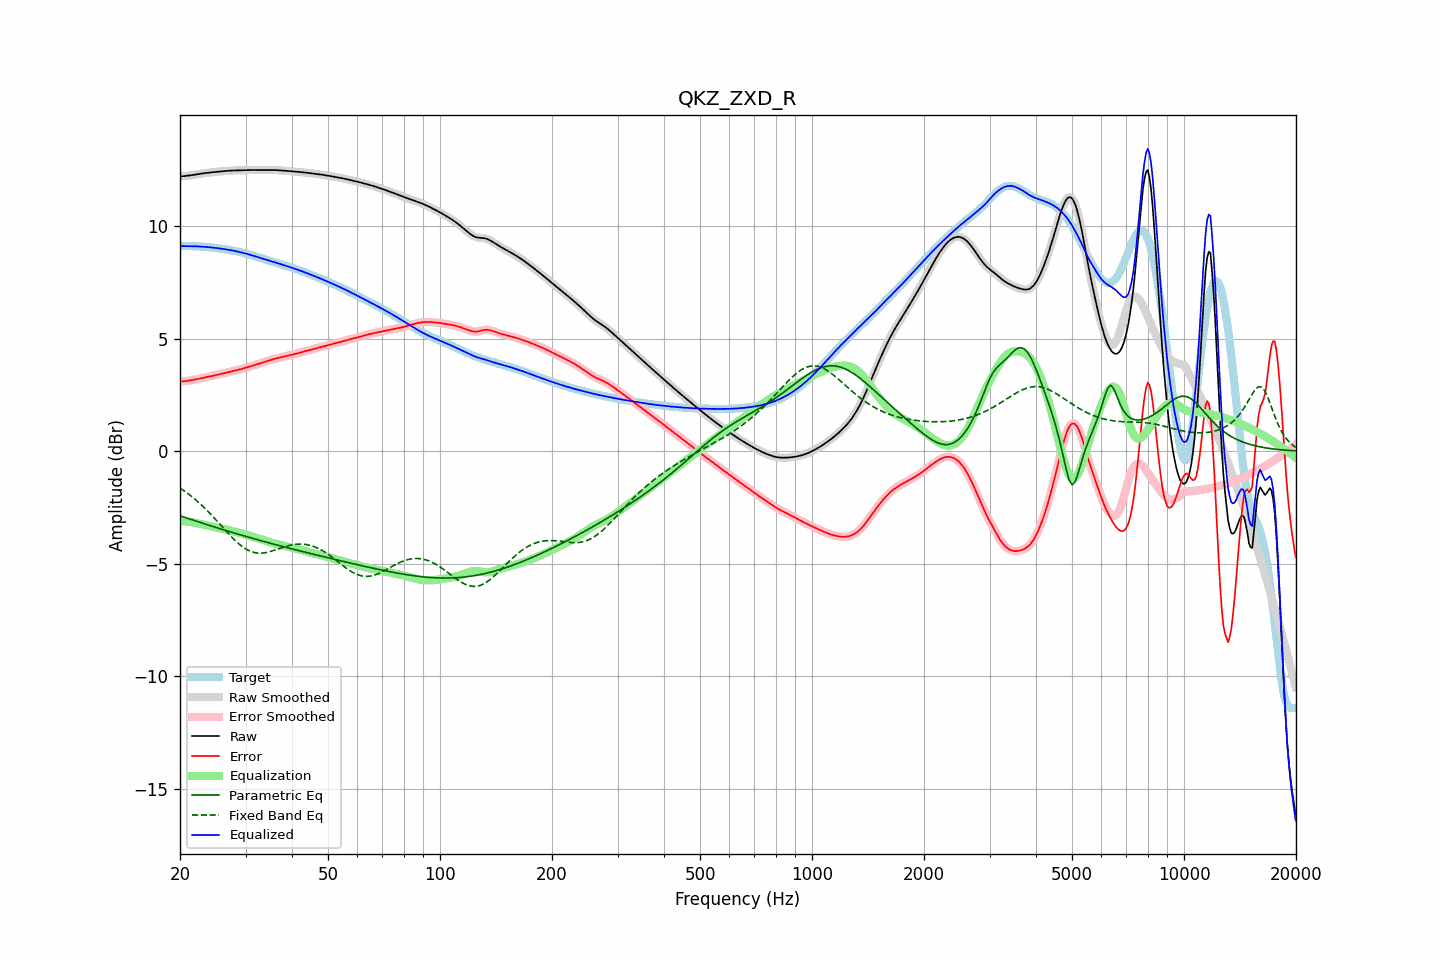 QKZ_ZXD_R
Amplitude (dBr)
10
5
0
−5
−10
−15
Target
Raw Smoothed
Error Smoothed
Raw
Error
Equalization
Parametric Eq
Fixed Band Eq
Equalized
20 50 100 200 500 1000 2000 5000 10000 20000
Frequency (Hz)